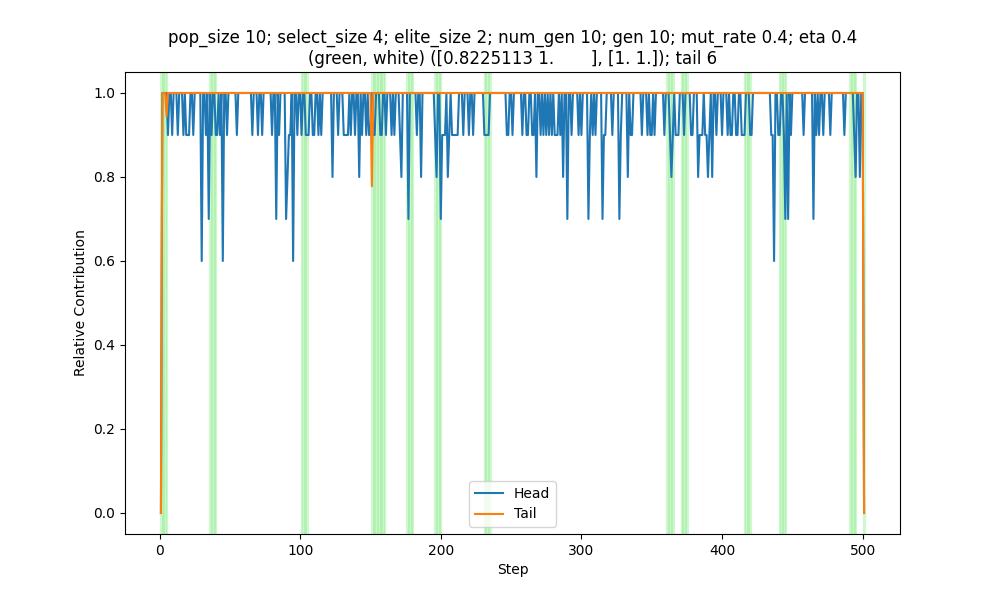 pop_size 10; select_size 4; elite_size 2; num_gen 10; gen 10; mut_rate 0.4; eta 0.4
(green, white) ([0.8225113 1.        ], [1. 1.]); tail 6
1.0
0.8
0.6
0.4
0.2
0.0
Relative Contribution
Head
Tail
0
100
200
300
400
500
Step